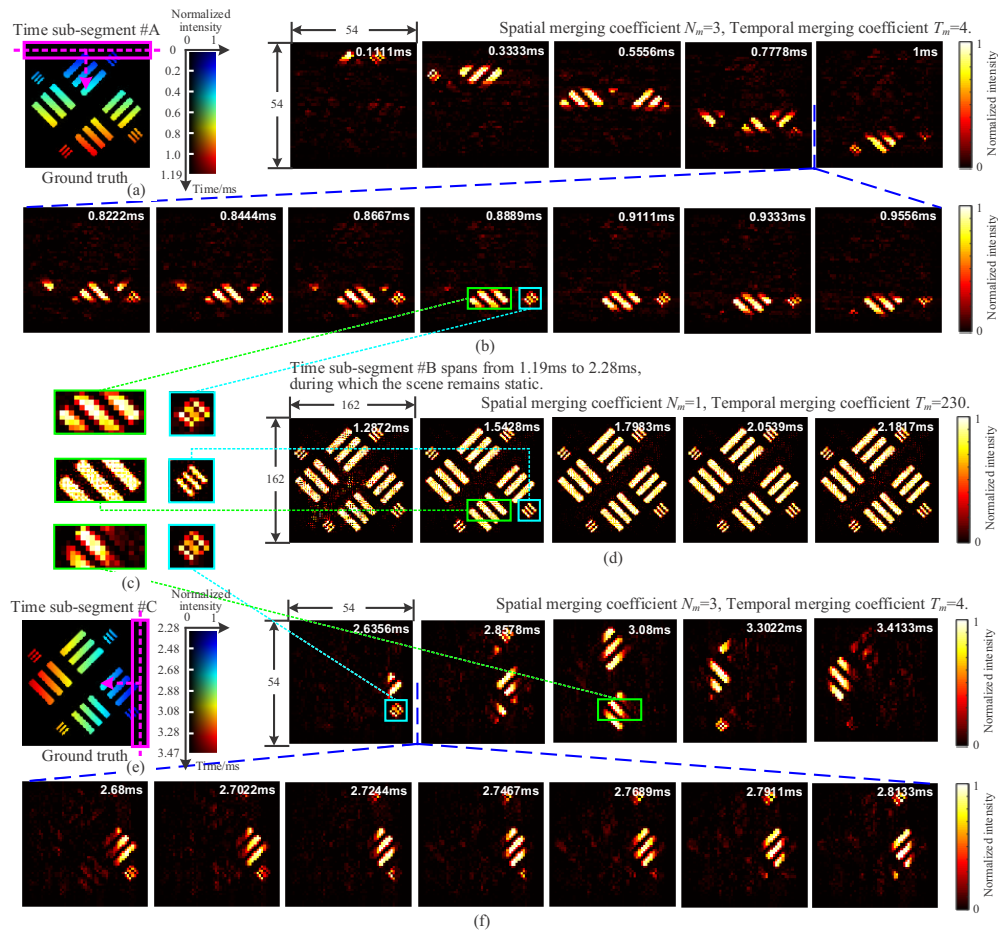 Time sub-segment #A
Normalized
intensity
0 1
0
0.2
0.4
0.6
0.8
1.0
1.19
Time/ms
Ground truth
(a)
Spatial merging coefficient Nm=3, Temporal merging coefficient Tm=4.
54
54
0.1111ms
0.3333ms
0.5556ms
0.7778ms
1ms
1
0
Normalized intensity
0.8222ms
0.8444ms
0.8667ms
0.8889ms
0.9111ms
0.9333ms
0.9556ms
1
0
Normalized intensity
(b)
Time sub-segment #B spans from 1.19ms to 2.28ms,
during which the scene remains static.
Spatial merging coefficient Nm=1, Temporal merging coefficient Tm=230.
162
162
1.2872ms
1.5428ms
1.7983ms
2.0539ms
2.1817ms
1
0
Normalized intensity
(c)
(d)
Time sub-segment #C
Normalized
intensity
0 1
2.28
2.48
2.68
2.88
3.08
3.28
3.47
Time/ms
Ground truth
(e)
Spatial merging coefficient Nm=3, Temporal merging coefficient Tm=4.
54
54
2.6356ms
2.8578ms
3.08ms
3.3022ms
3.4133ms
1
0
Normalized intensity
2.68ms
2.7022ms
2.7244ms
2.7467ms
2.7689ms
2.7911ms
2.8133ms
1
0
Normalized intensity
(f)